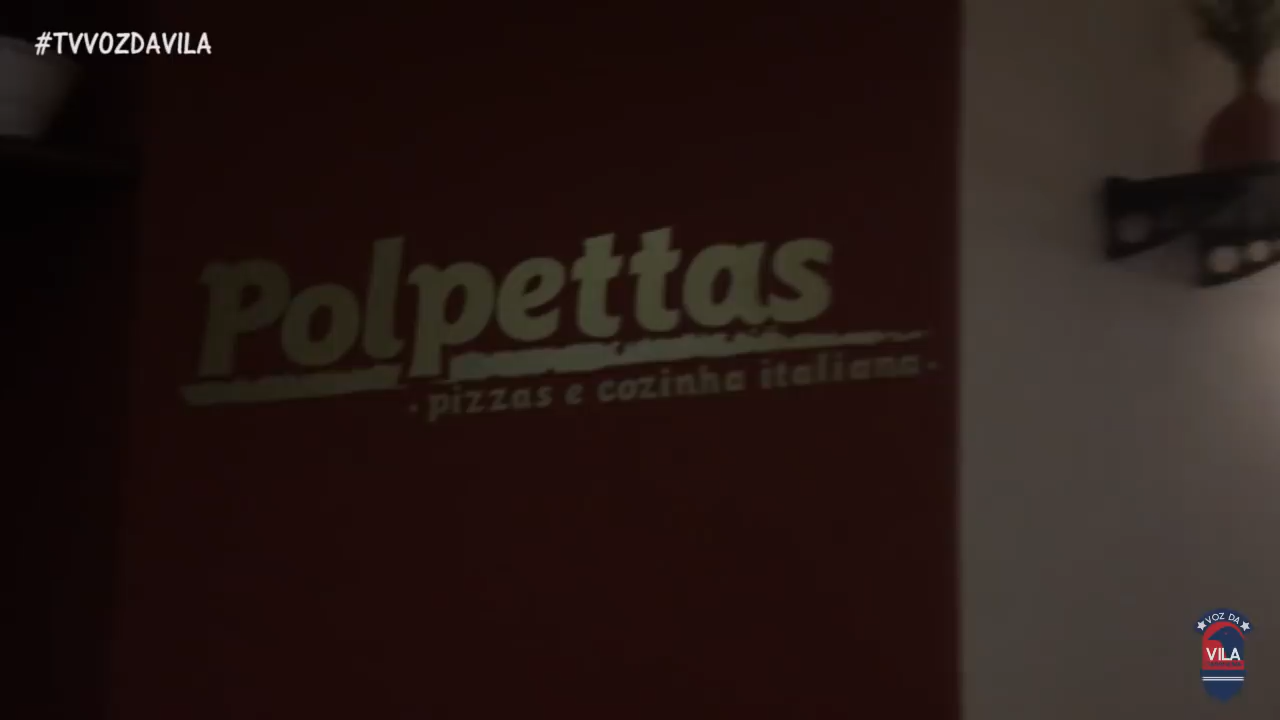 #TVVOZDAVILA
Polpettas
· pizzas e cozinha italiana ·
VOZ DA
VILA